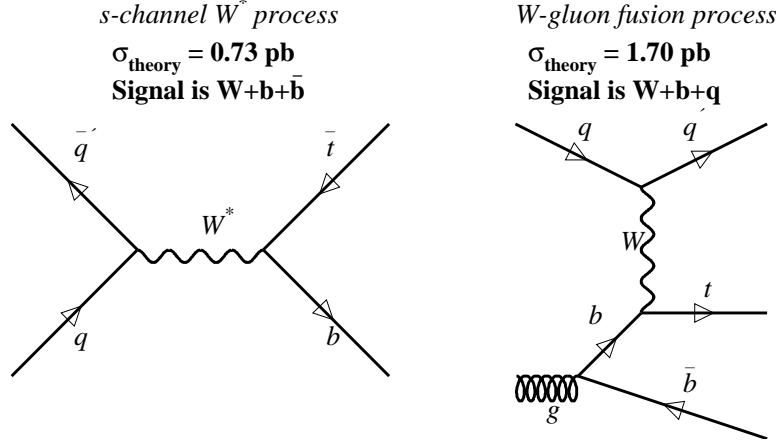 s-channel W* process
σtheory = 0.73 pb
Signal is W+b+b̄
q̄´
t̄
W*
q
b
W-gluon fusion process
σtheory = 1.70 pb
Signal is W+b+q
q
q´
W
b
t
g
b̄